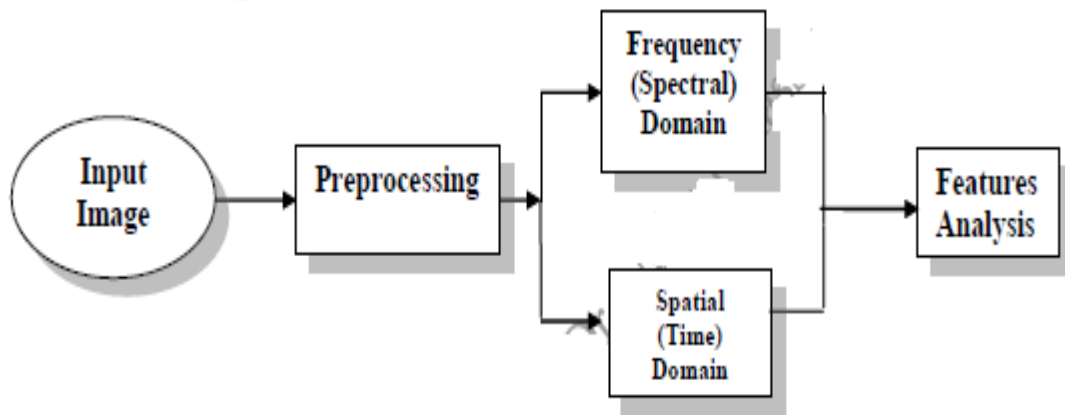 Input
Image
Preprocessing
Frequency
(Spectral)
Domain
Spatial
(Time)
Domain
Features
Analysis